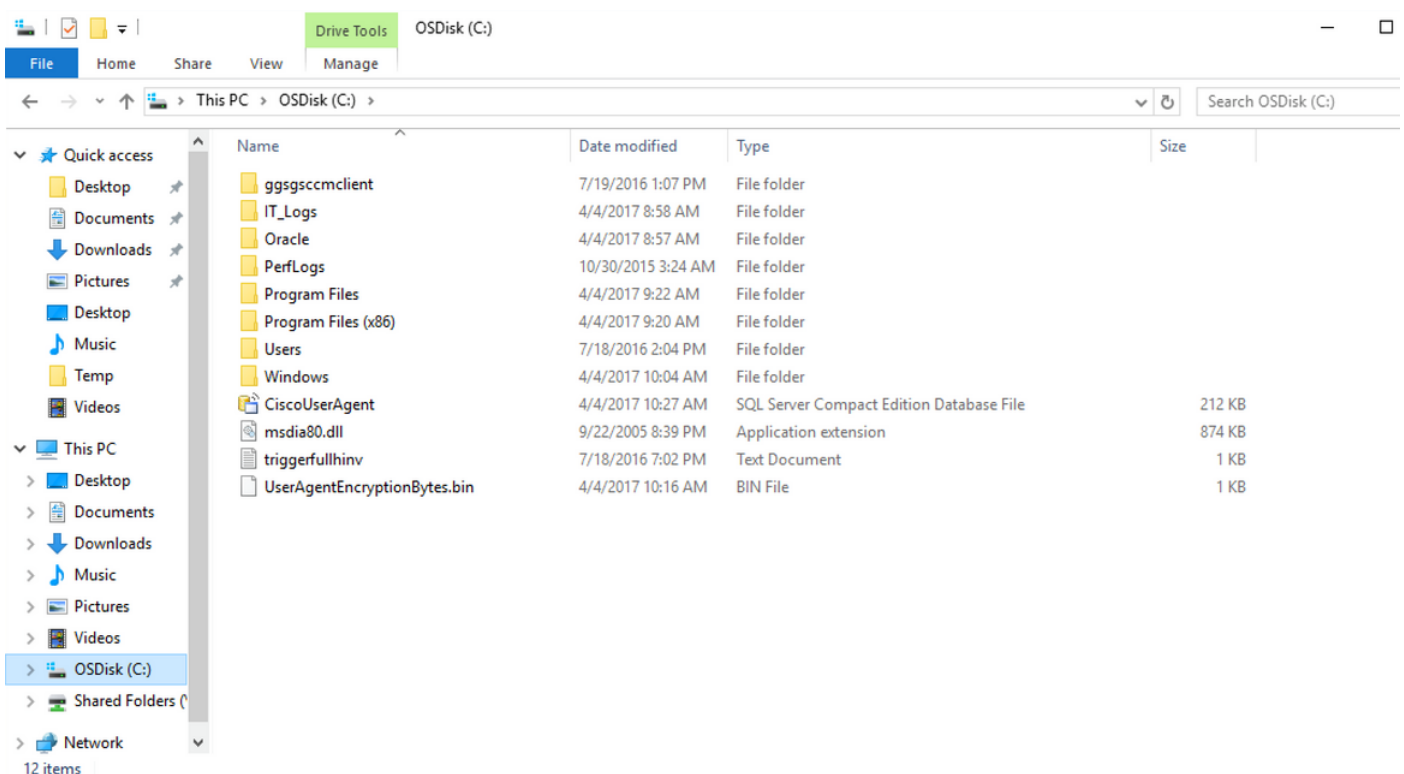 Drive Tools OSDisk (C:)
File Home Share View Manage
This PC > OSDisk (C:) > Search OSDisk (C:)
Name Date modified Type Size
Quick access
Desktop
Documents
Downloads
Pictures
Desktop
Music
Temp
Videos
This PC
Desktop
Documents
Downloads
Music
Pictures
Videos
OSDisk (C:)
Shared Folders (
Network
ggsgsccmclient 7/19/2016 1:07 PM File folder
IT_Logs 4/4/2017 8:58 AM File folder
Oracle 4/4/2017 8:57 AM File folder
PerfLogs 10/30/2015 3:24 AM File folder
Program Files 4/4/2017 9:22 AM File folder
Program Files (x86) 4/4/2017 9:20 AM File folder
Users 7/18/2016 2:04 PM File folder
Windows 4/4/2017 10:04 AM File folder
CiscoUserAgent 4/4/2017 10:27 AM SQL Server Compact Edition Database File 212 KB
msdia80.dll 9/22/2005 8:39 PM Application extension 874 KB
triggerfullhinv 7/18/2016 7:02 PM Text Document 1 KB
UserAgentEncryptionBytes.bin 4/4/2017 10:16 AM BIN File 1 KB
12 items